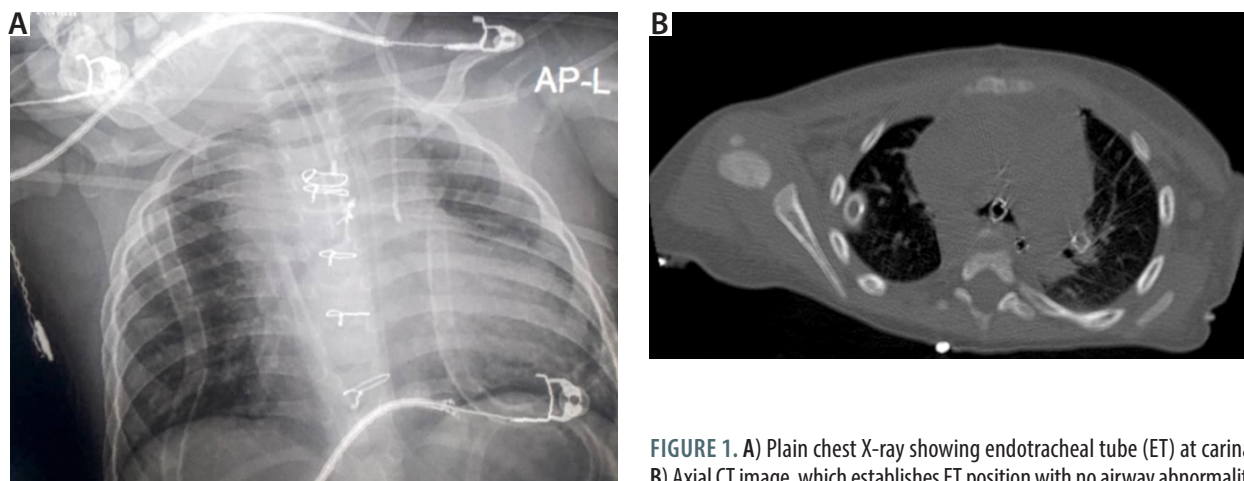 A
B
AP-L
FIGURE 1. A) Plain chest X-ray showing endotracheal tube (ET) at carina
B) Axial CT image, which establishes ET position with no airway abnormalit